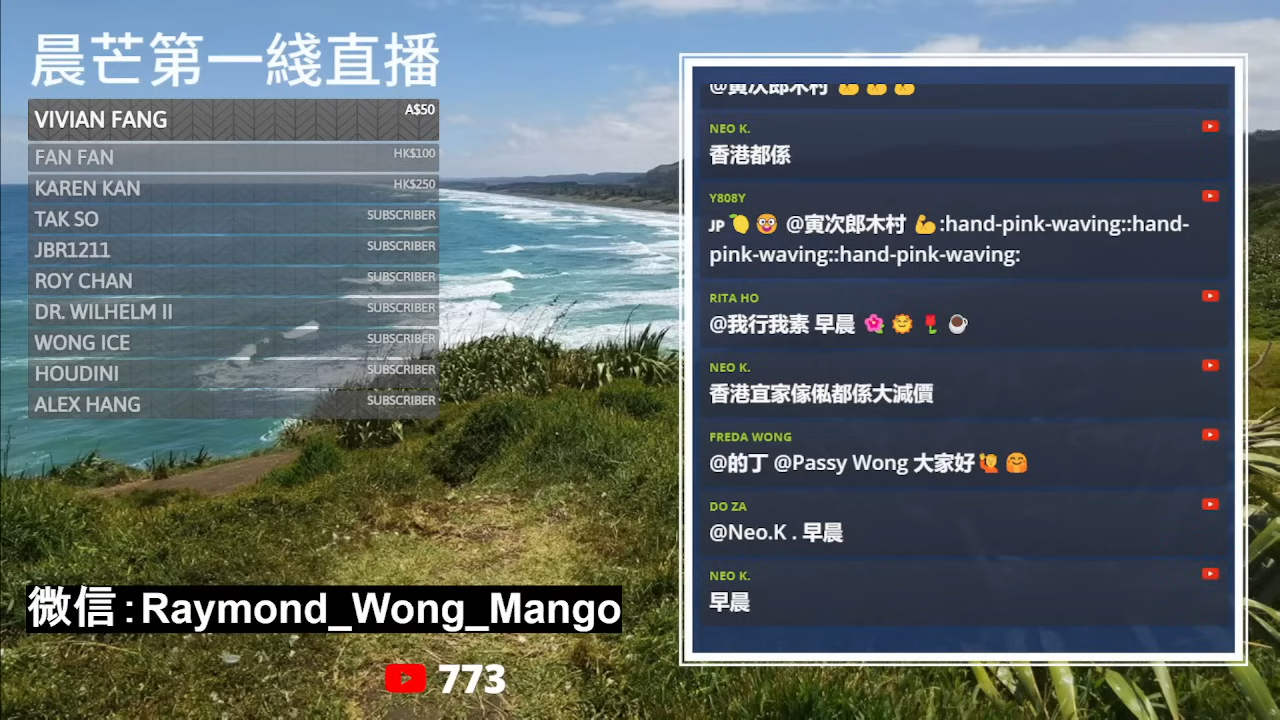 晨芒第一綫直播
VIVIAN FANG A$50
FAN FAN HK$100
KAREN KAN HK$250
TAK SO SUBSCRIBER
JBR1211 SUBSCRIBER
ROY CHAN SUBSCRIBER
DR. WILHELM II SUBSCRIBER
WONG ICE SUBSCRIBER
HOUDINI SUBSCRIBER
ALEX HANG SUBSCRIBER
微信:Raymond_Wong_Mango
773
@寅次郎木村 💪 💪 💪
NEO K.
香港都係
Y808Y
JP 🍋 🤡 @寅次郎木村 💪:hand-pink-waving::hand-
pink-waving::hand-pink-waving:
RITA HO
@我行我素 早晨 🌺 🌞 🌹 ☕
NEO K.
香港宜家傢俬都係大減價
FREDA WONG
@的丁 @Passy Wong 大家好🙋 🤗
DO ZA
@Neo.K . 早晨
NEO K.
早晨